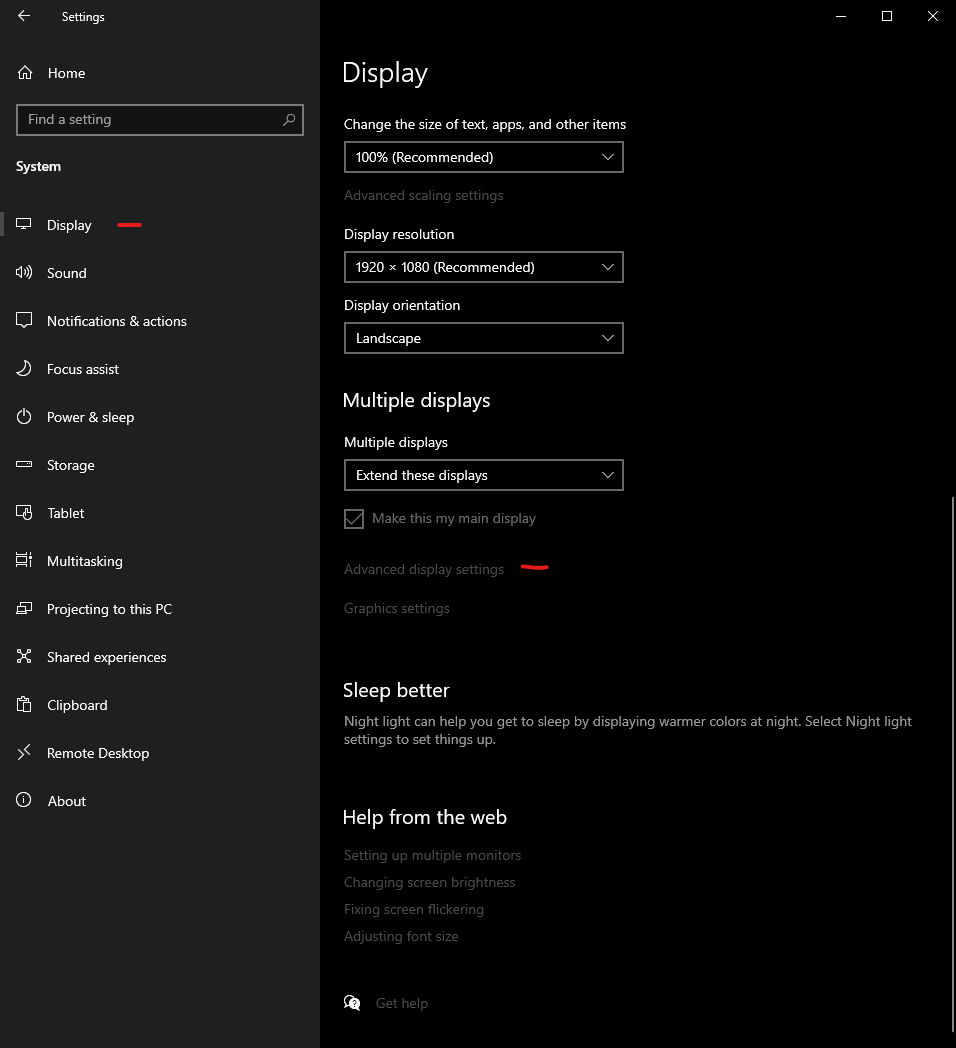 Settings
Home
Find a setting
System
Display
Sound
Notifications & actions
Focus assist
Power & sleep
Storage
Tablet
Multitasking
Projecting to this PC
Shared experiences
Clipboard
Remote Desktop
About
Display
Change the size of text, apps, and other items
100% (Recommended)
Advanced scaling settings
Display resolution
1920 × 1080 (Recommended)
Display orientation
Landscape
Multiple displays
Multiple displays
Extend these displays
Make this my main display
Advanced display settings
Graphics settings
Sleep better
Night light can help you get to sleep by displaying warmer colors at night. Select Night light
settings to set things up.
Help from the web
Setting up multiple monitors
Changing screen brightness
Fixing screen flickering
Adjusting font size
Get help